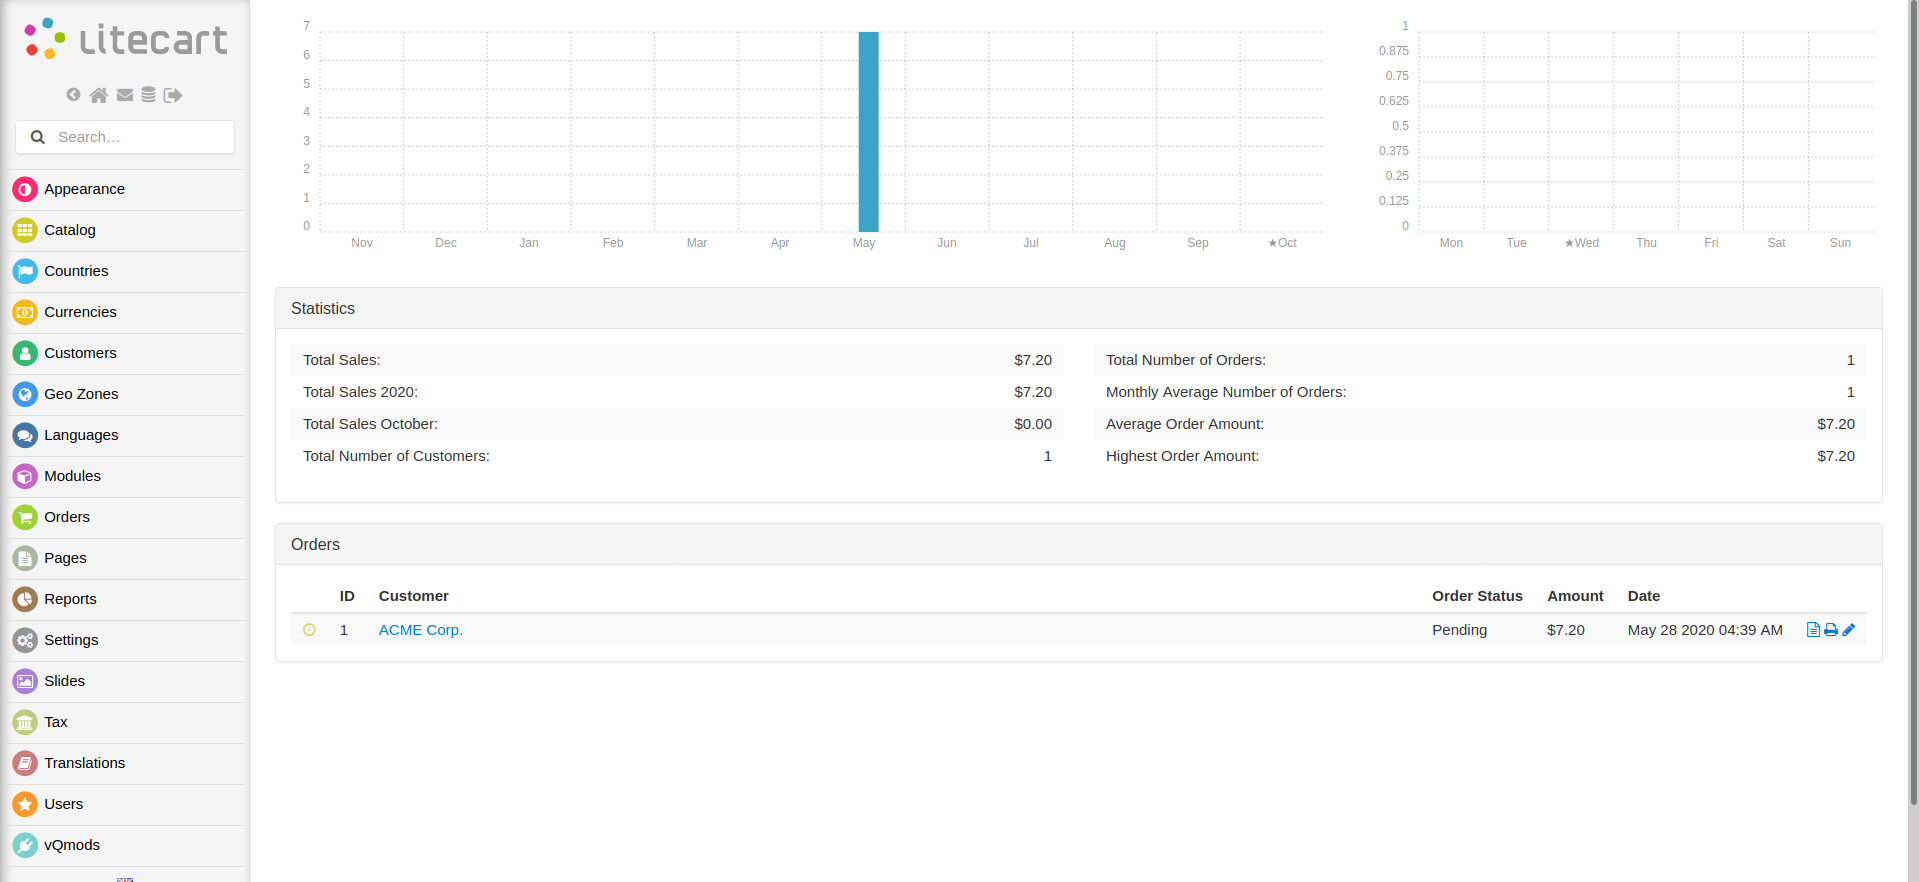 Litecart
Search…
Appearance
Catalog
Countries
Currencies
Customers
Geo Zones
Languages
Modules
Orders
Pages
Reports
Settings
Slides
Tax
Translations
Users
vQmods
7
6
5
4
3
2
1
0
Nov Dec Jan Feb Mar Apr May Jun Jul Aug Sep ★Oct
1
0.875
0.75
0.625
0.5
0.375
0.25
0.125
0
Mon Tue ★Wed Thu Fri Sat Sun
Statistics
Total Sales: $7.20
Total Sales 2020: $7.20
Total Sales October: $0.00
Total Number of Customers: 1
Total Number of Orders: 1
Monthly Average Number of Orders: 1
Average Order Amount: $7.20
Highest Order Amount: $7.20
Orders
ID Customer Order Status Amount Date
1 ACME Corp. Pending $7.20 May 28 2020 04:39 AM